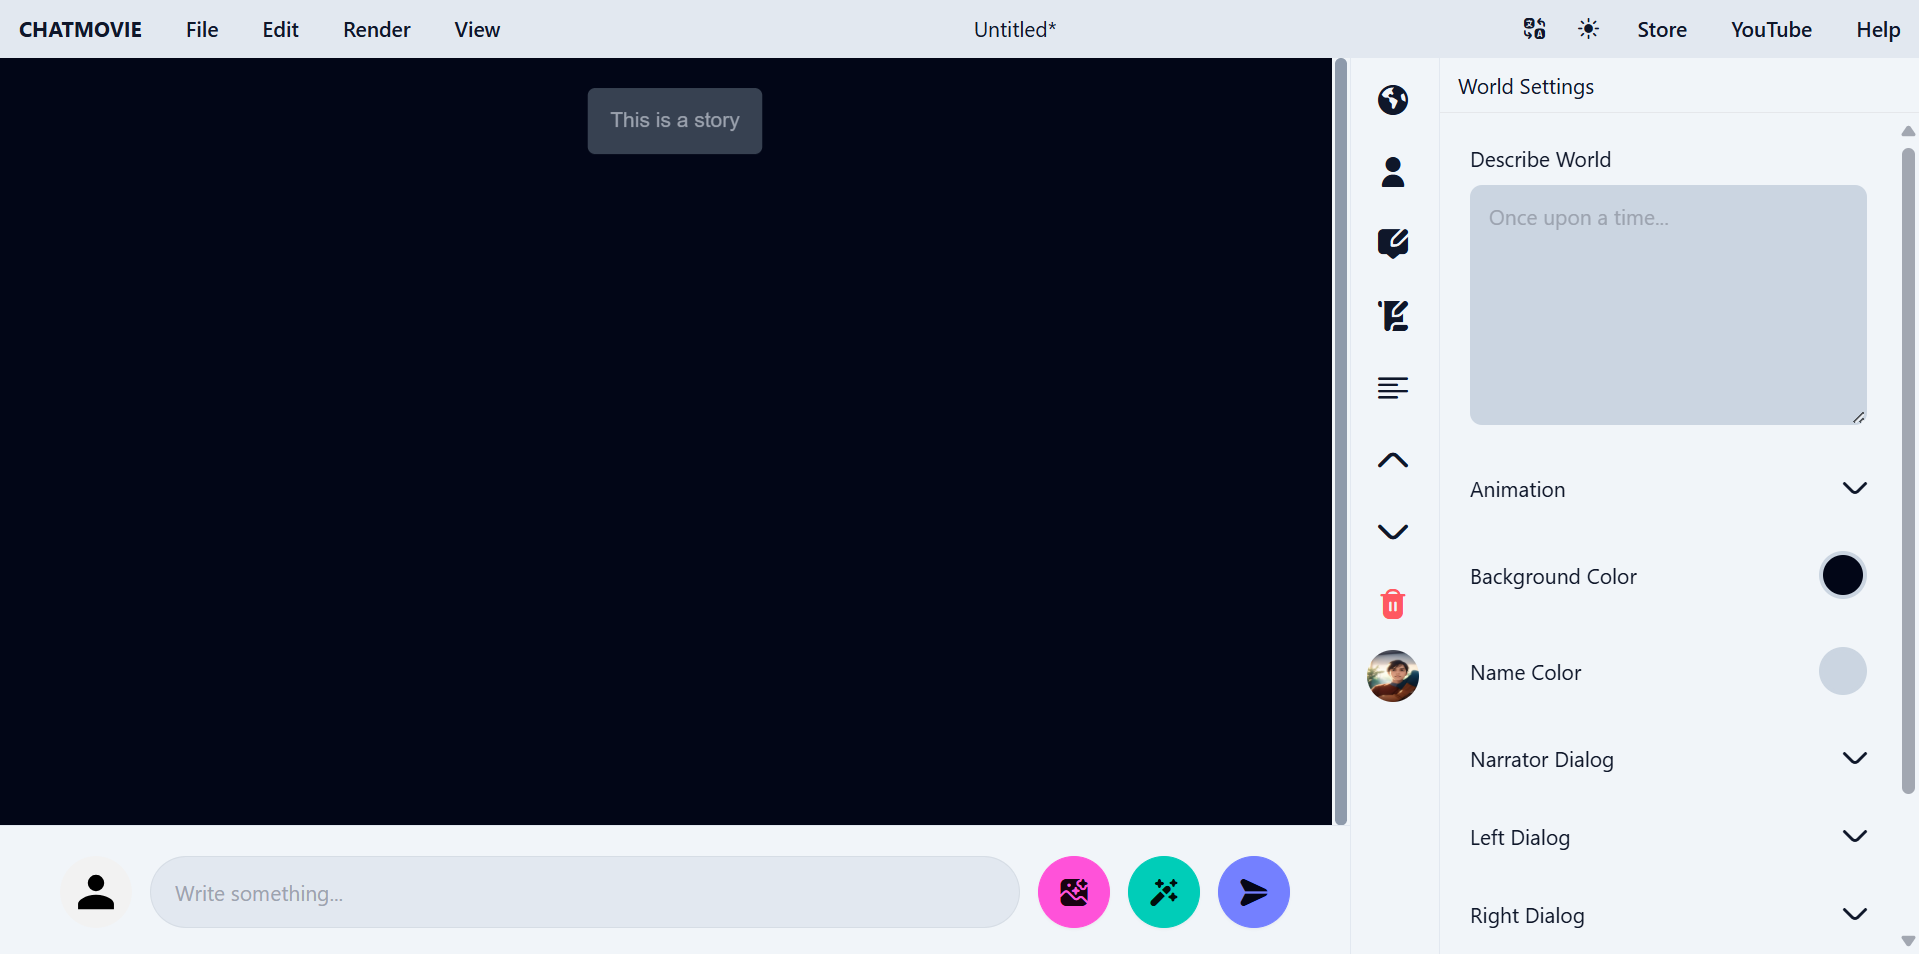 CHATMOVIE File Edit Render View Untitled* Store YouTube Help
This is a story
World Settings
Describe World
Once upon a time...
Animation
Background Color
Name Color
Narrator Dialog
Left Dialog
Right Dialog
Write something...